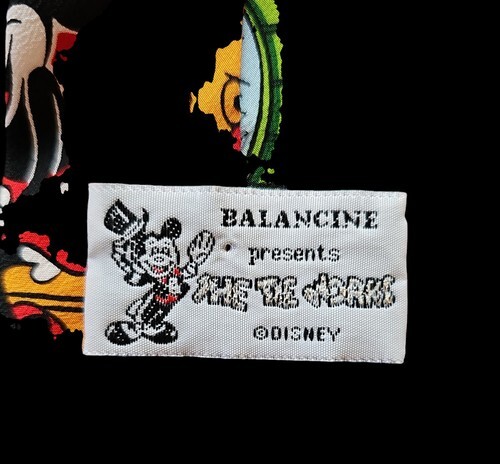 BALANCINE
presents
THE TIE WORKS
©DISNEY